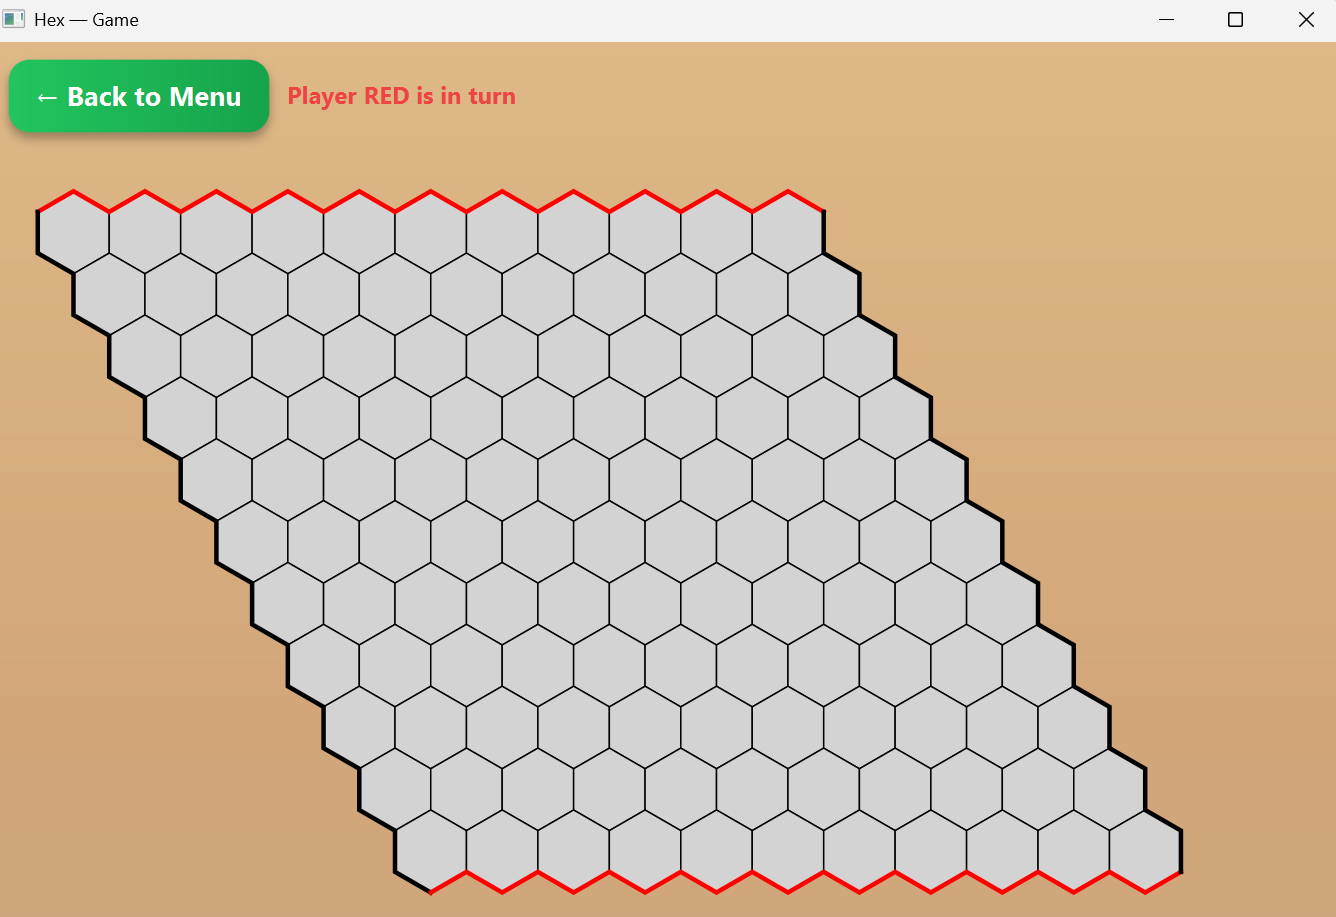 Hex — Game
← Back to Menu
Player RED is in turn